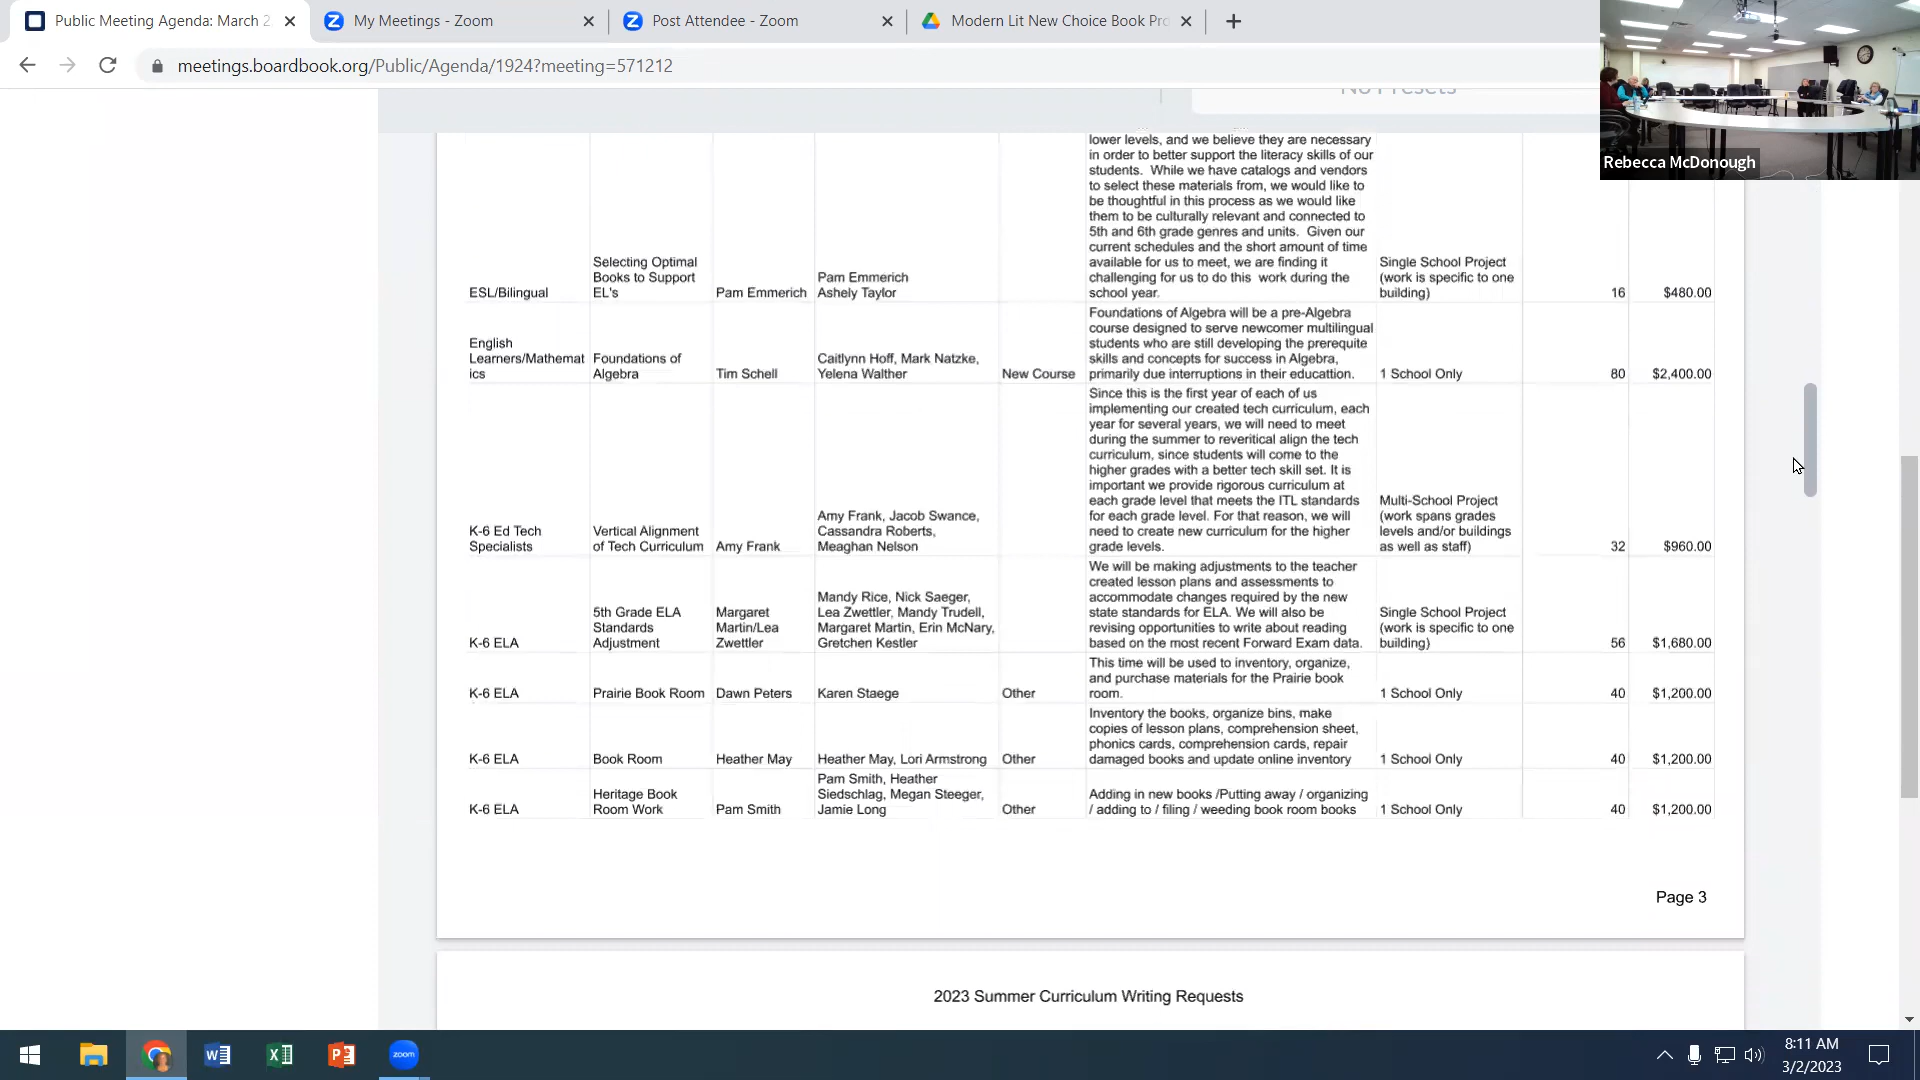 Public Meeting Agenda: March 2
My Meetings - Zoom
Post Attendee - Zoom
Modern Lit New Choice Book Pro
meetings.boardbook.org/Public/Agenda/1924?meeting=571212
No Presets
Rebecca McDonough
lower levels, and we believe they are necessary
in order to better support the literacy skills of our
students. While we have catalogs and vendors
to select these materials from, we would like to
be thoughtful in this process as we would like
them to be culturally relevant and connected to
5th and 6th grade genres and units. Given our
current schedules and the short amount of time
available for us to meet, we are finding it
challenging for us to do this work during the
school year.
ESL/Bilingual
Selecting Optimal
Books to Support
EL's
Pam Emmerich
Pam Emmerich
Ashely Taylor
Single School Project
(work is specific to one
building)
16
$480.00
English
Learners/Mathemat
ics
Foundations of
Algebra
Tim Schell
Caitlynn Hoff, Mark Natzke,
Yelena Walther
New Course
Foundations of Algebra will be a pre-Algebra
course designed to serve newcomer multilingual
students who are still developing the prerequite
skills and concepts for success in Algebra,
primarily due interruptions in their education.
1 School Only
80
$2,400.00
K-6 Ed Tech
Specialists
Vertical Alignment
of Tech Curriculum
Amy Frank
Amy Frank, Jacob Swance,
Cassandra Roberts,
Meaghan Nelson
Since this is the first year of each of us
implementing our created tech curriculum, each
year for several years, we will need to meet
during the summer to reveritical align the tech
curriculum, since students will come to the
higher grades with a better tech skill set. It is
important we provide rigorous curriculum at
each grade level that meets the ITL standards
for each grade level. For that reason, we will
need to create new curriculum for the higher
grade levels.
Multi-School Project
(work spans grades
levels and/or buildings
as well as staff)
32
$960.00
K-6 ELA
5th Grade ELA
Standards
Adjustment
Margaret
Martin/Lea
Zwettler
Mandy Rice, Nick Saeger,
Lea Zwettler, Mandy Trudell,
Margaret Martin, Erin McNary,
Gretchen Kestler
We will be making adjustments to the teacher
created lesson plans and assessments to
accommodate changes required by the new
state standards for ELA. We will also be
revising opportunities to write about reading
based on the most recent Forward Exam data.
Single School Project
(work is specific to one
building)
56
$1,680.00
K-6 ELA
Prairie Book Room
Dawn Peters
Karen Staege
Other
This time will be used to inventory, organize,
and purchase materials for the Prairie book
room.
1 School Only
40
$1,200.00
K-6 ELA
Book Room
Heather May
Heather May, Lori Armstrong
Other
Inventory the books, organize bins, make
copies of lesson plans, comprehension sheet,
phonics cards, comprehension cards, repair
damaged books and update online inventory
1 School Only
40
$1,200.00
K-6 ELA
Heritage Book
Room Work
Pam Smith
Pam Smith, Heather
Siedschlag, Megan Steeger,
Jamie Long
Other
Adding in new books /Putting away / organizing
/ adding to / filing / weeding book room books
1 School Only
40
$1,200.00
Page 3
2023 Summer Curriculum Writing Requests
zoom
8:11 AM
3/2/2023